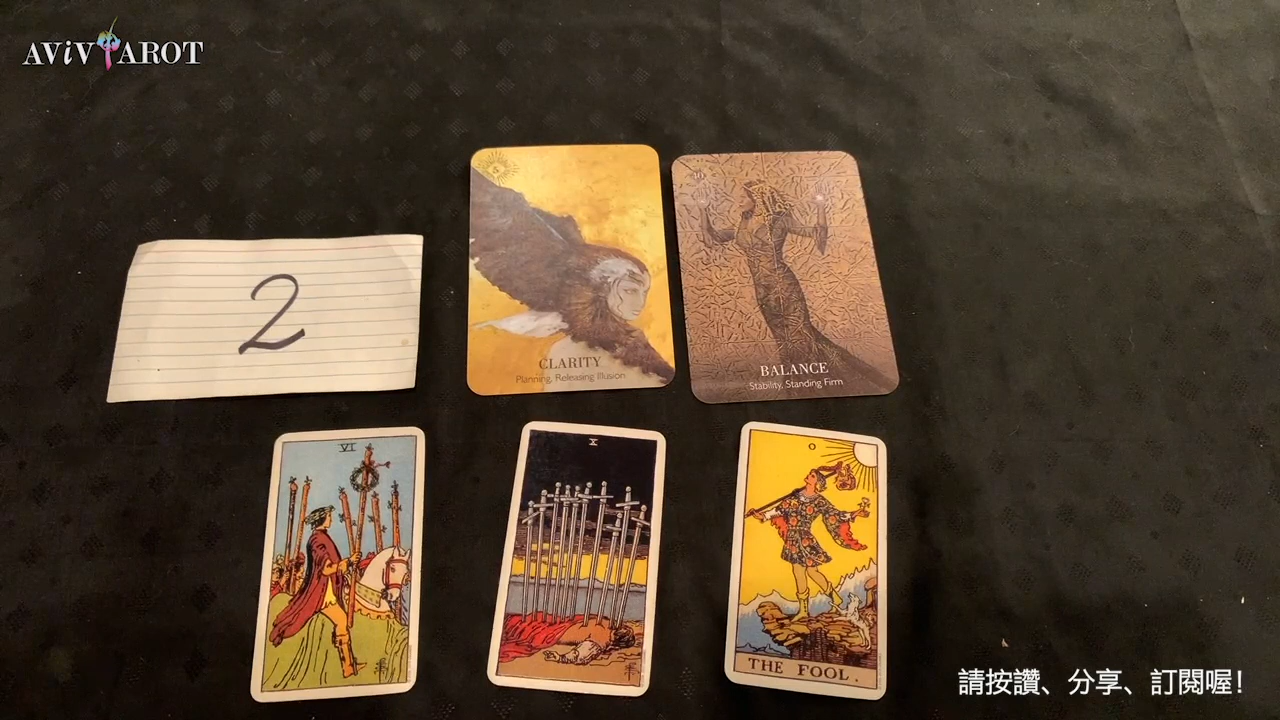 AViVTAROT
2
5
CLARITY
Planning, Releasing Illusion
BALANCE
Stability, Standing Firm
VI
X
0
THE FOOL.
請按讚、分享、訂閱喔!